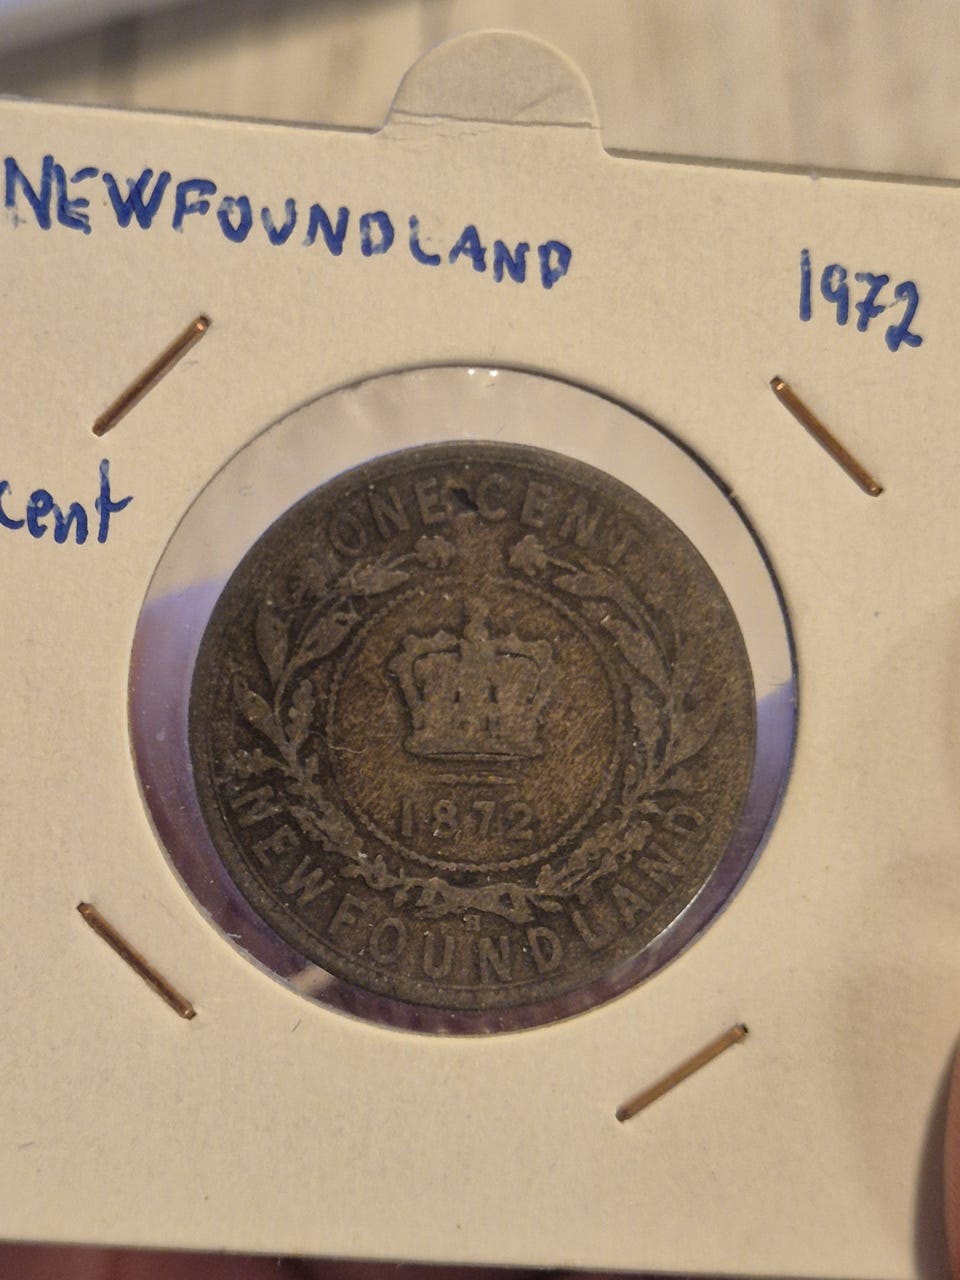 NEWFOUNDLAND
1972
cent
ONE CENT
1872
H
NEWFOUNDLAND